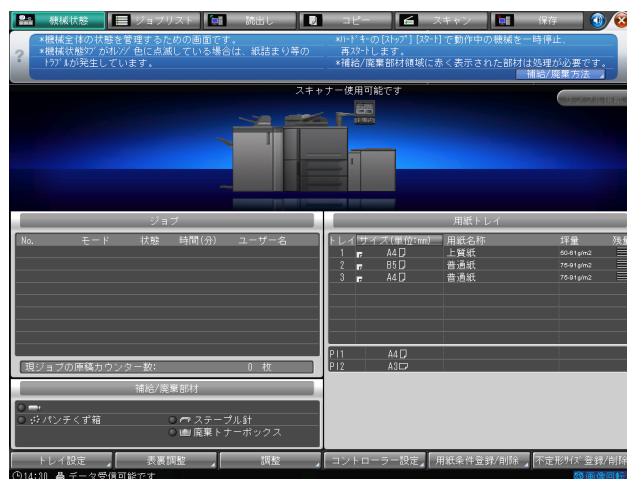 機械状態 ジョブリスト 読出し コピー スキャン 保存
*機械全体の状態を管理するための画面です。
*機械状態ﾀﾌﾞがｵﾚﾝｼﾞ色に点滅している場合は、紙詰まり等の
ﾄﾗﾌﾞﾙが発生しています。
*ﾊｰﾄﾞｷｰの[ｽﾄｯﾌﾟ][ｽﾀｰﾄ]で動作中の機械を一時停止、
再ｽﾀｰﾄします。
*補給/廃棄部材領域に赤く表示された部材は処理が必要です。
補給/廃棄方法
スキャナー使用可能です
ジョブ
No. モード 状態 時間(分) ユーザー名
現ジョブの原稿カウンター数: 0 枚
補給/廃棄部材
パンチくず箱 ステープル針
廃棄トナーボックス
用紙トレイ
トレイ サイズ(単位:mm) 用紙名称 坪量 残量
1 A4 上質紙 60-61g/m2
2 B5 普通紙 75-91g/m2
3 A4 普通紙 75-91g/m2
PI1 A4
PI2 A3
トレイ設定 表裏調整 調整 コントローラー設定 用紙条件登録/削除 不定形ｻｲｽﾞ登録/削除
14:30 データ受信可能です 画像回転